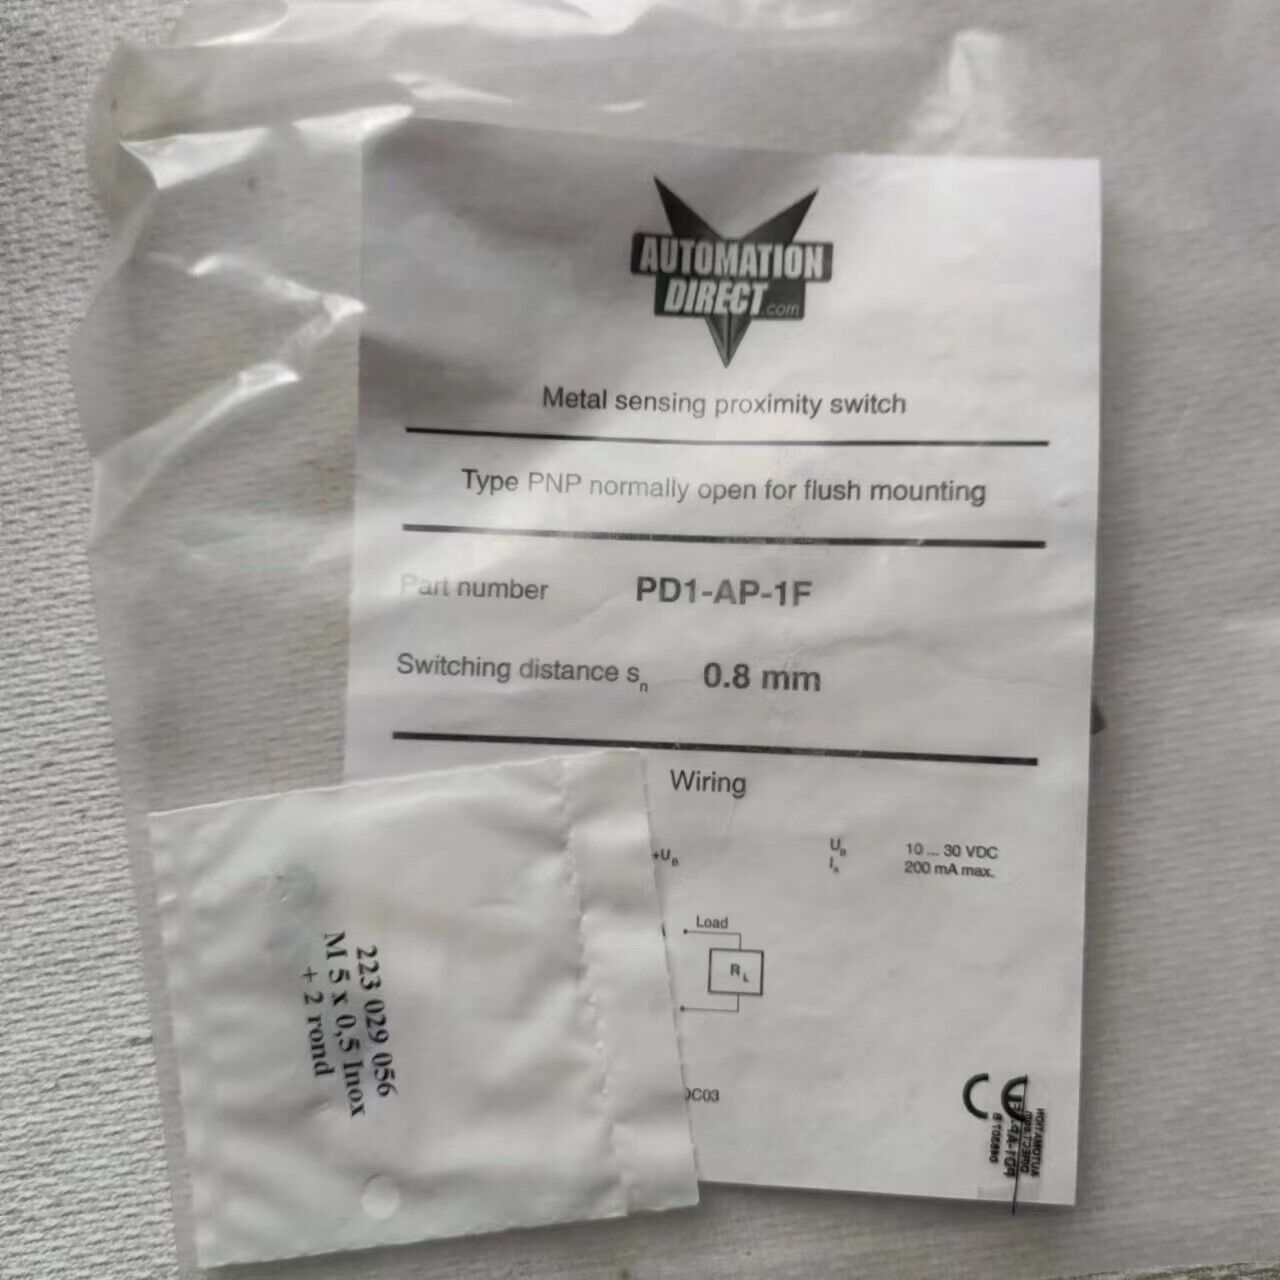 AUTOMATION
DIRECT.com
Metal sensing proximity switch
Type PNP normally open for flush mounting
Part number PD1-AP-1F
Switching distance sn 0.8 mm
Wiring
+UB
UB 10 ... 30 VDC
200 mA max.
Load
RL
C03
CE
223 029 056
M 5 x 0,5 Inox
+ 2 rond